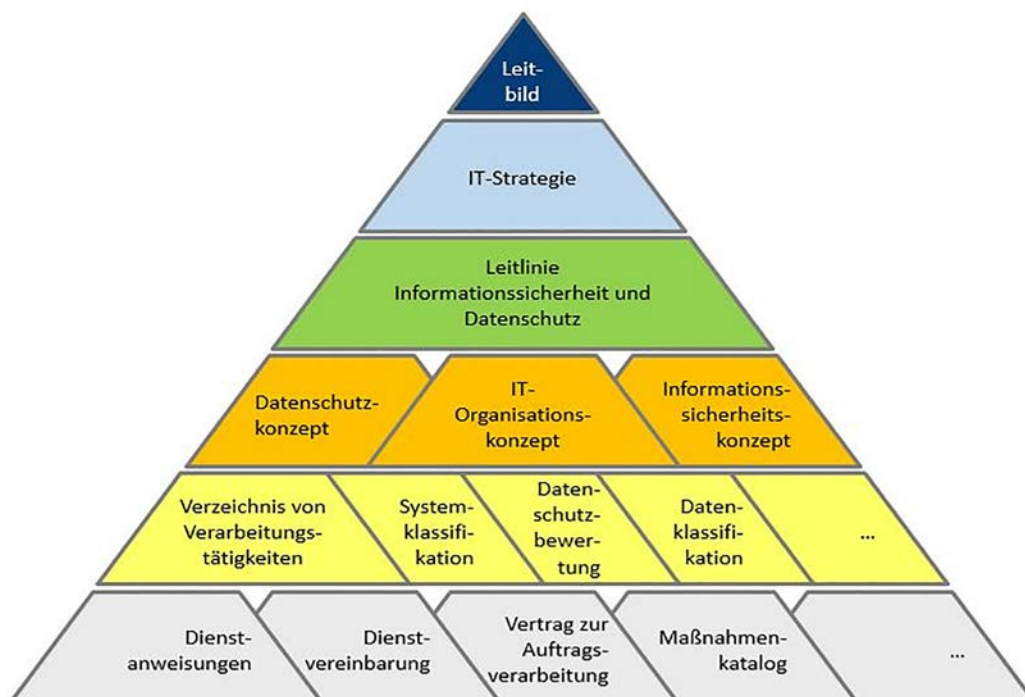 Leit-
bild
IT-Strategie
Leitlinie
Informationssicherheit und
Datenschutz
Datenschutz-
konzept
IT-
Organisations-
konzept
Informations-
sicherheits-
konzept
Verzeichnis von
Verarbeitungs-
tätigkeiten
System-
klassifi-
kation
Daten-
schutz-
bewer-
tung
Daten-
klassifi-
kation
...
Dienst-
anweisungen
Dienst-
vereinbarung
Vertrag zur
Auftrags-
verarbeitung
Maßnahmen-
katalog
...